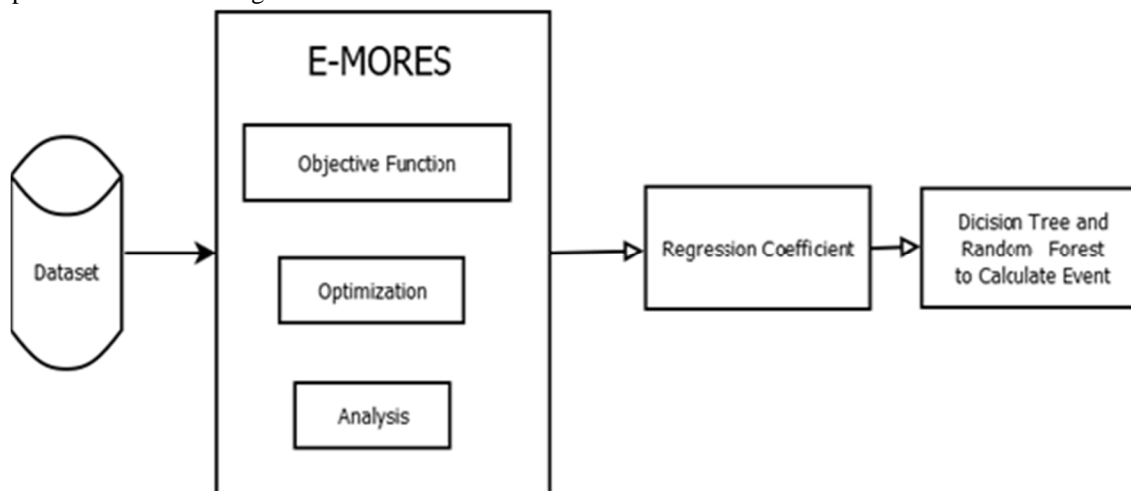 E-MORES
Objective Function
Dataset
Optimization
Analysis
Regression Coefficient
Dicision Tree and
Random Forest
to Calculate Event